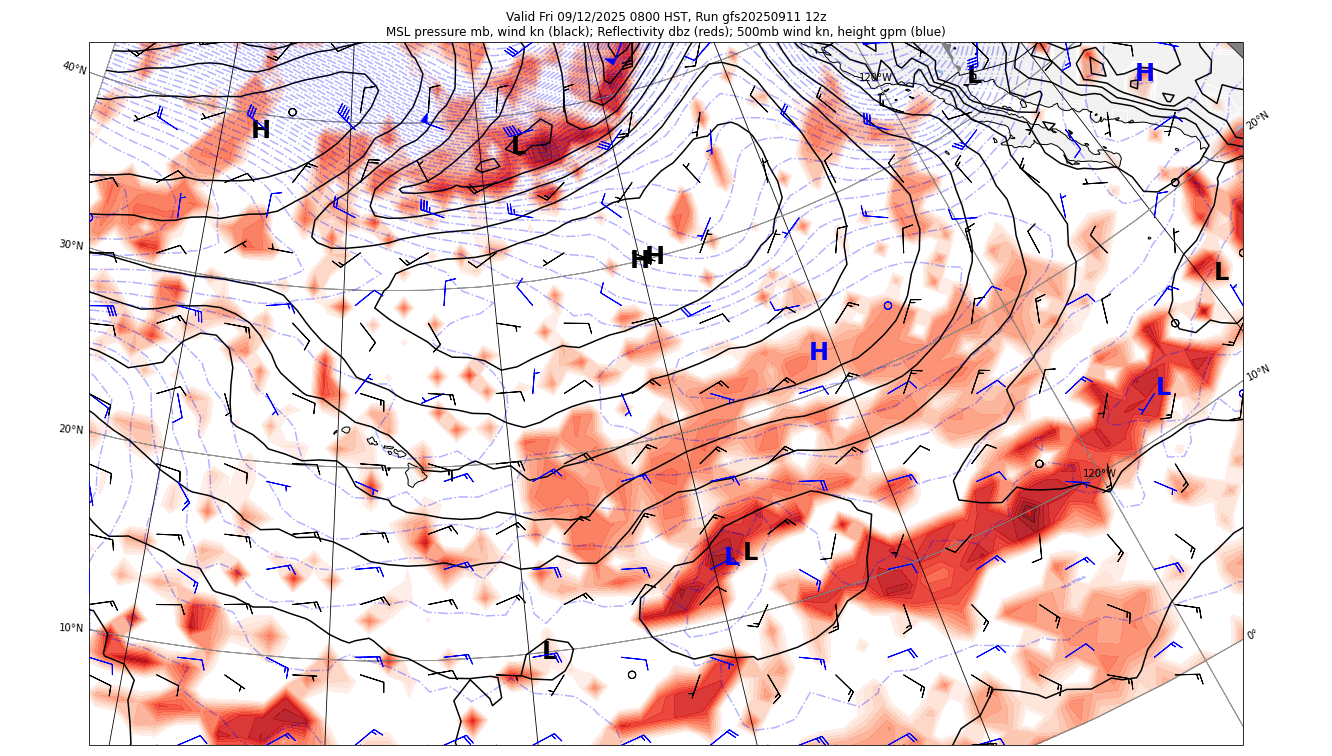 Valid Fri 09/12/2025 0800 HST, Run gfs20250911 12z
MSL pressure mb, wind kn (black); Reflectivity dbz (reds); 500mb wind kn, height gpm (blue)
40°N
120°W
L
H
20°N
H
L
30°N
H
H
L
H
10°N
L
20°N
120°W
L
L
10°N
0°
L